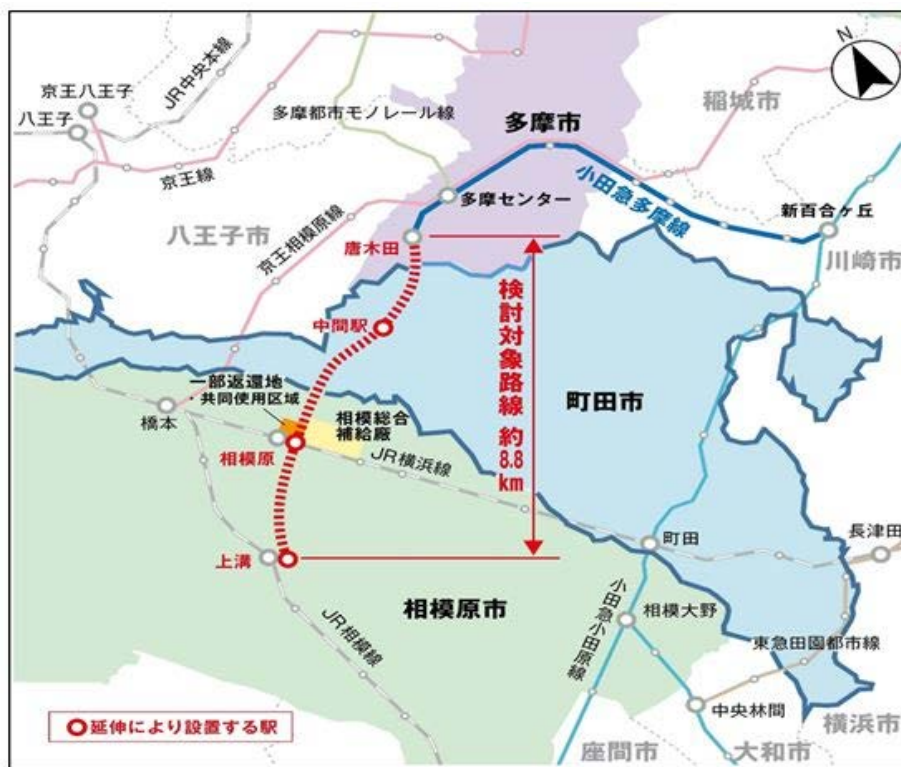 N
京王八王子
八王子
JR中央本線
多摩都市モノレール線
稲城市
多摩市
京王線
多摩センター
小田急多摩線
新百合ヶ丘
八王子市
京王相模原線
唐木田
川崎市
中間駅
検討対象路線 約8.8km
一部返還地
・共同使用区域
町田市
橋本
相模総合
補給廠
相模原
JR横浜線
上溝
町田
長津田
相模原市
小田急小田原線
相模大野
JR相模線
東急田園都市線
中央林間
横浜市
延伸により設置する駅
座間市
大和市